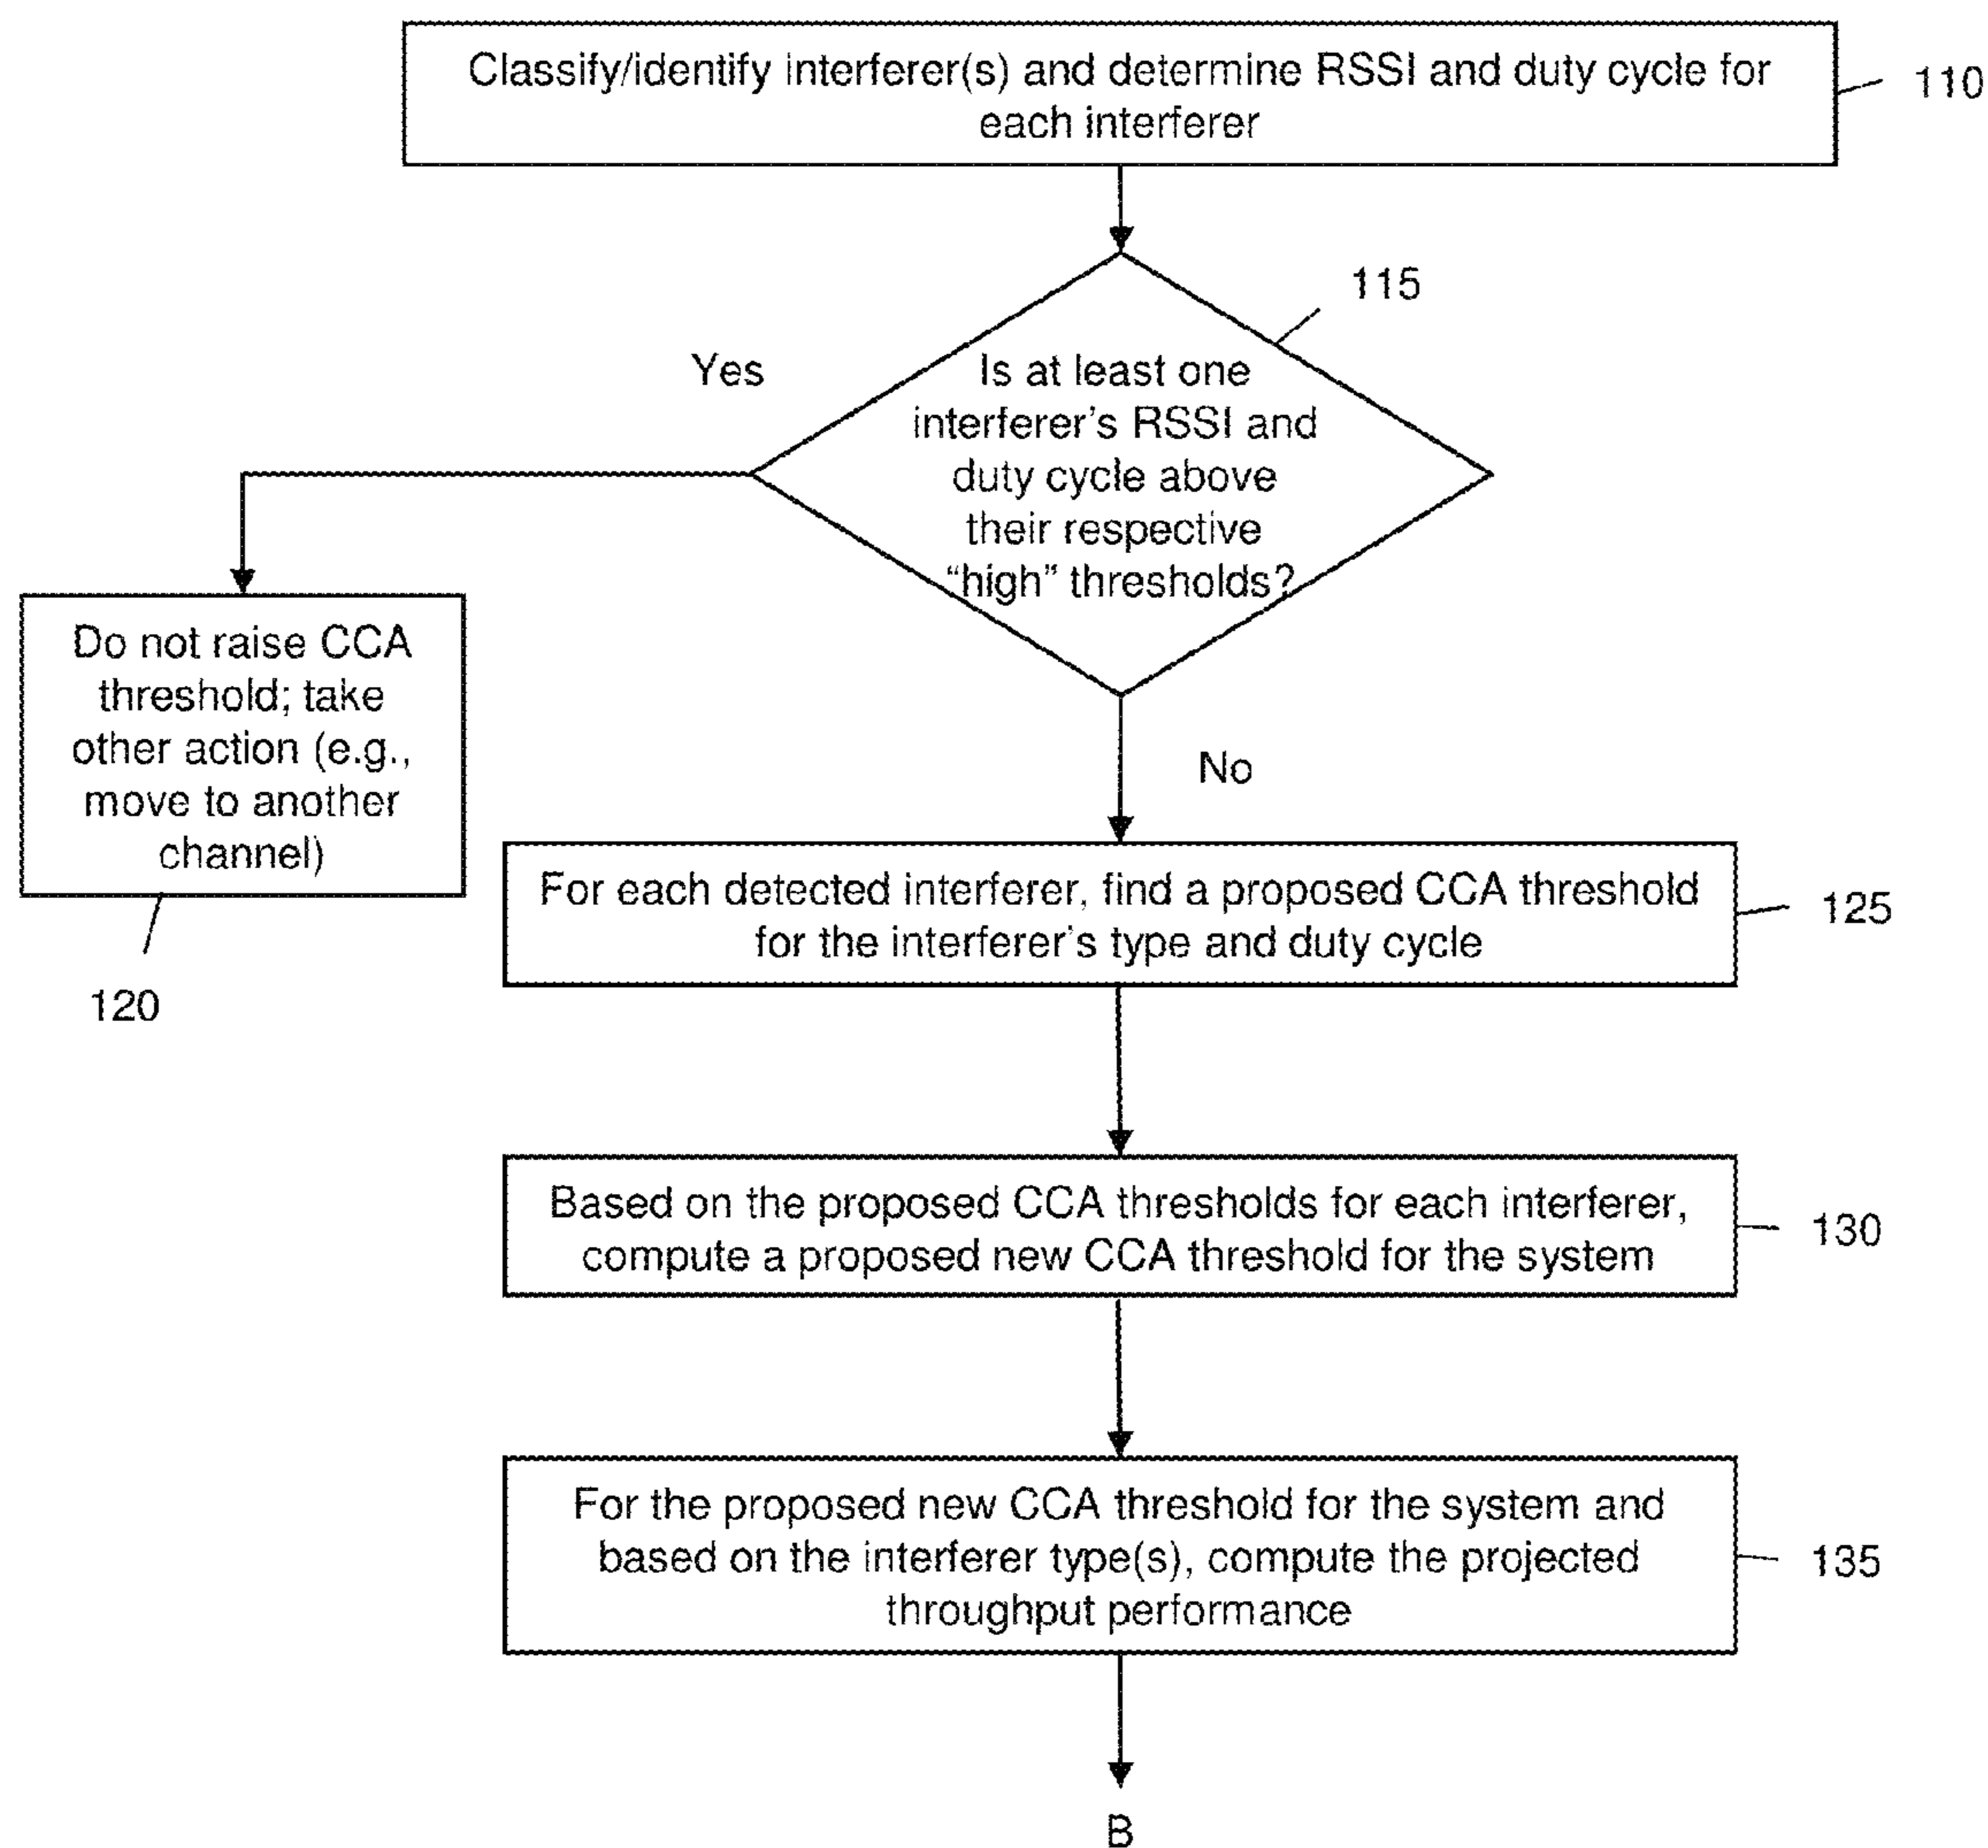 Classify/identify interferer(s) and determine RSSI and duty cycle for
each interferer
110
115
Yes
Is at least one
interferer's RSSI and
duty cycle above
their respective
“high” thresholds?
Do not raise CCA
threshold; take
other action (e.g.,
move to another
channel)
120
No
For each detected interferer, find a proposed CCA threshold
for the interferer's type and duty cycle
125
Based on the proposed CCA thresholds for each interferer,
compute a proposed new CCA threshold for the system
130
For the proposed new CCA threshold for the system and
based on the interferer type(s), compute the projected
throughput performance
135
B